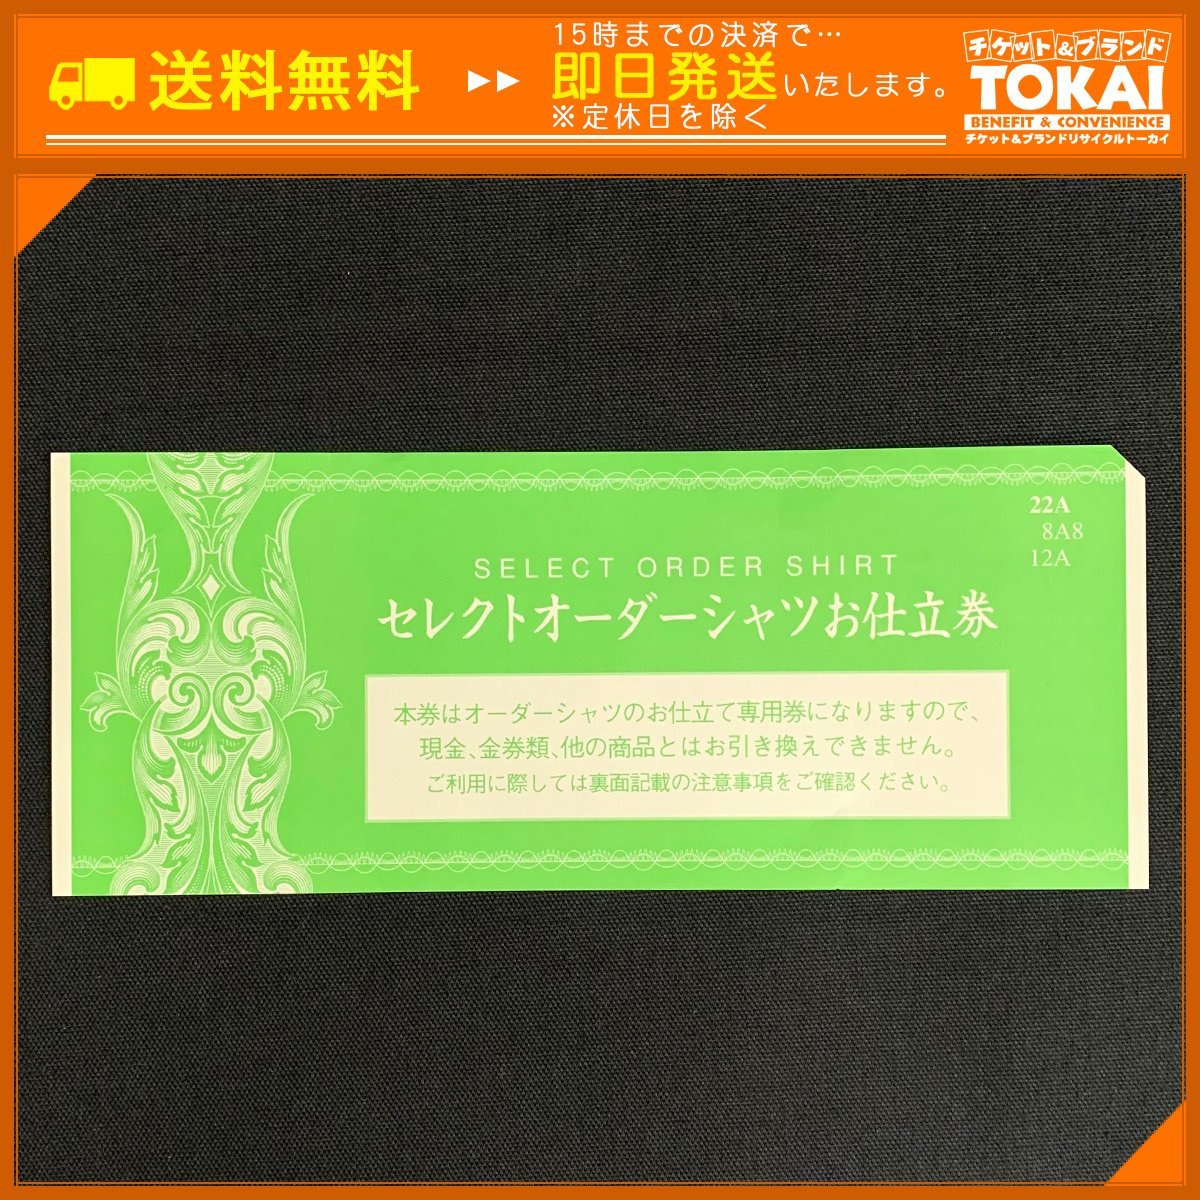 送料無料
15時までの決済で…
即日発送いたします。
※定休日を除く
チケット&ブランド
TOKAI
BENEFIT & CONVENIENCE
チケット&ブランドリサイクルトーカイ
22A
8A8
12A
SELECT ORDER SHIRT
セレクトオーダーシャツお仕立券
本券はオーダーシャツのお仕立て専用券になりますので、
現金、金券類、他の商品とはお引き換えできません。
ご利用に際しては裏面記載の注意事項をご確認ください。